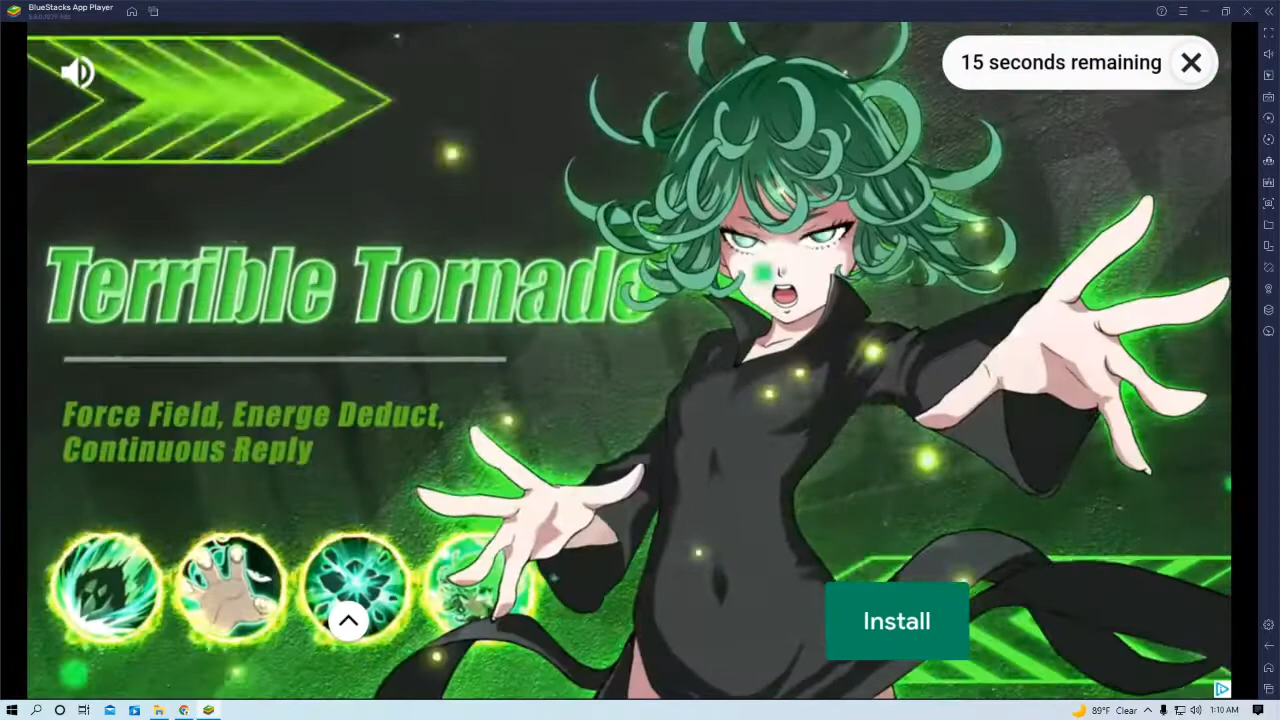 BlueStacks App Player
15 seconds remaining
Terrible Tornado
Force Field, Energe Deduct,
Continuous Reply
Install
89°F Clear
1:10 AM